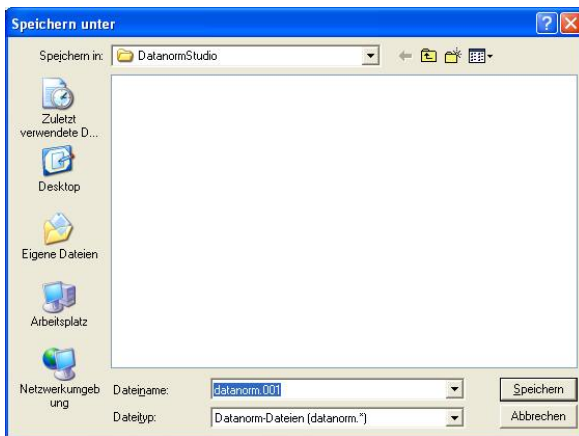 Speichern unter
Speichern in:
DatanormStudio
Zuletzt
verwendete D...
Desktop
Eigene Dateien
Arbeitsplatz
Netzwerkumgeb
ung
Dateiname:
datanorm.001
Speichern
Dateityp:
Datanorm-Dateien (datanorm.*)
Abbrechen